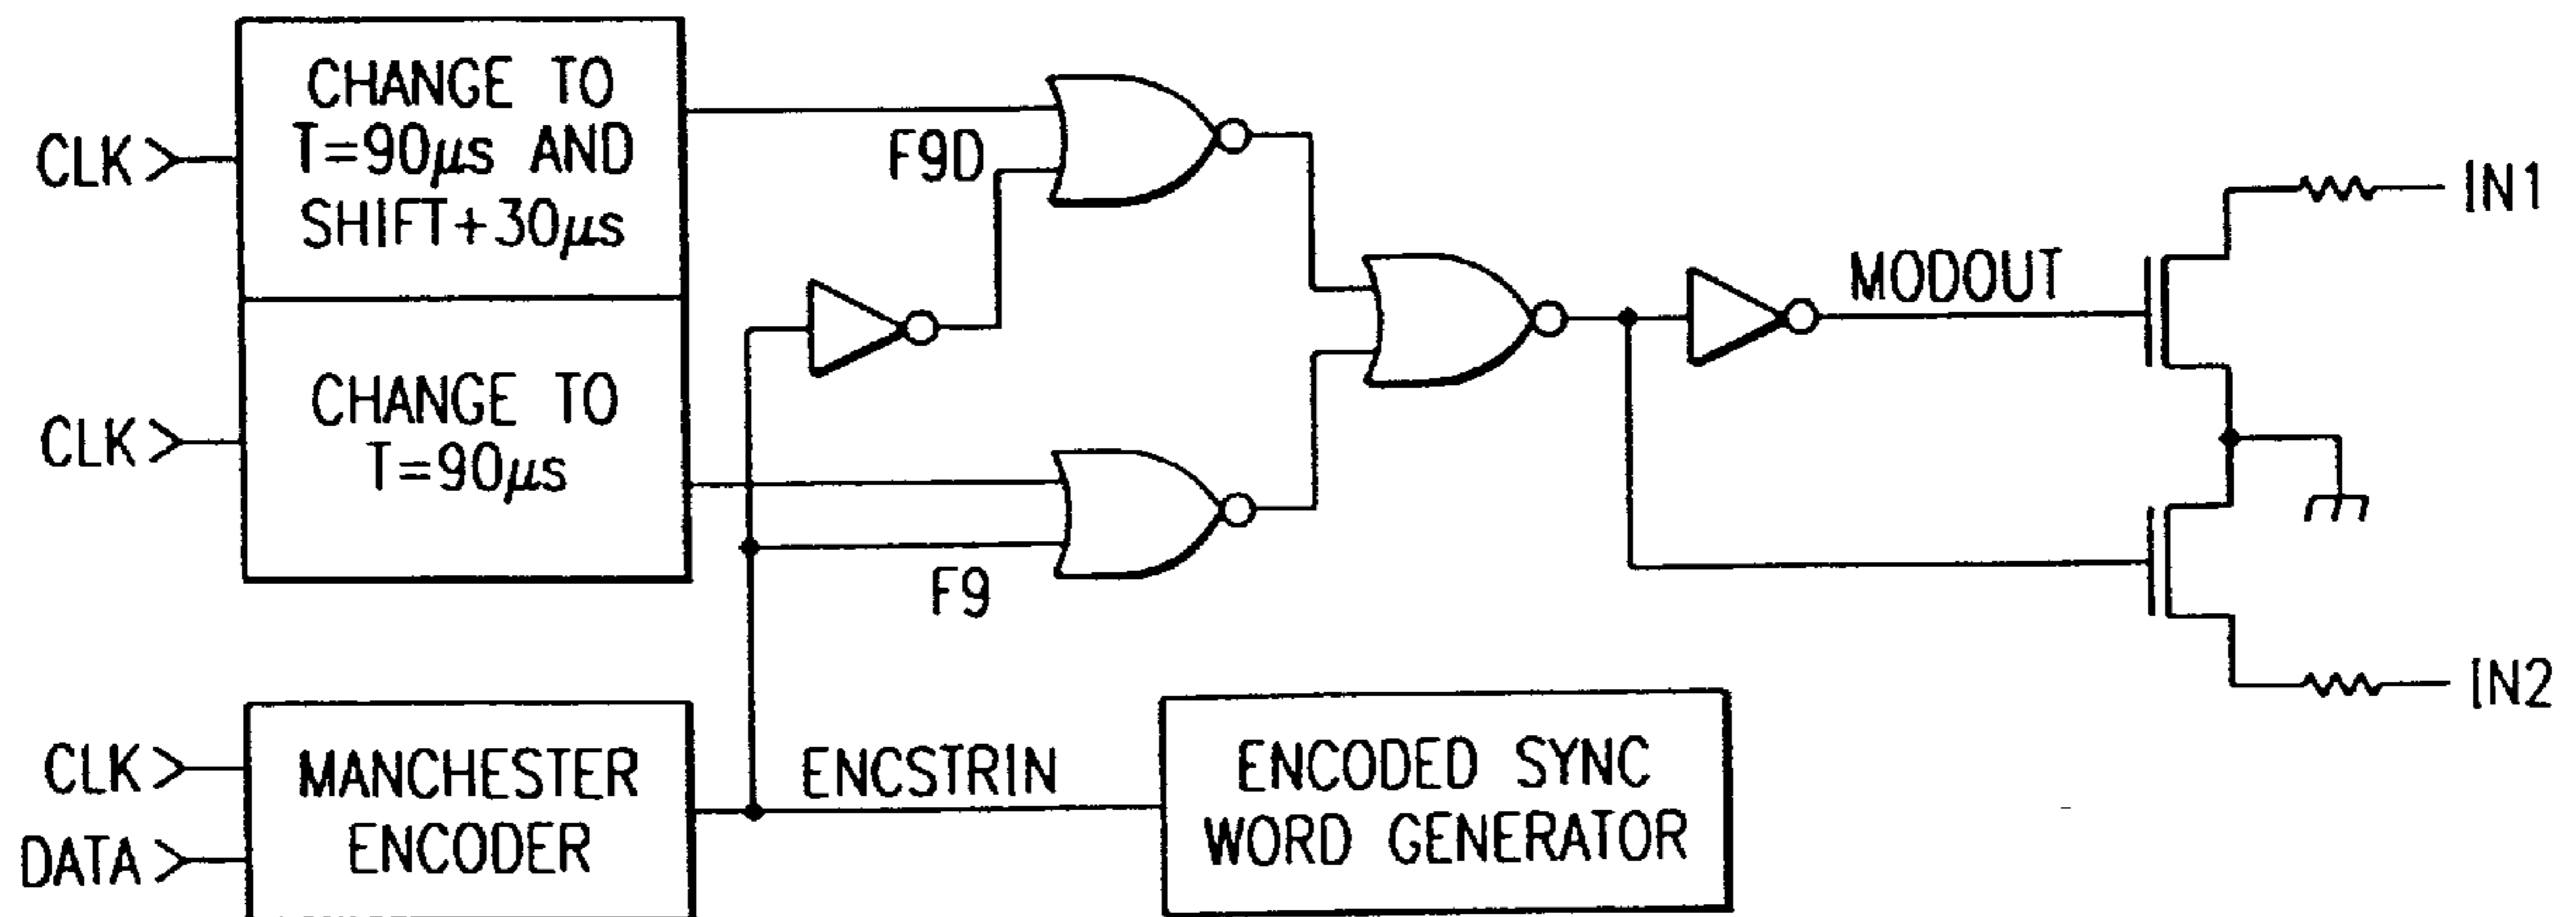 CLK
CHANGE TO
T=90µs AND
SHIFT+30µs
F9D
CLK
CHANGE TO
T=90µs
F9
MODOUT
IN1
IN2
CLK
DATA
MANCHESTER
ENCODER
ENCSTRIN
ENCODED SYNC
WORD GENERATOR